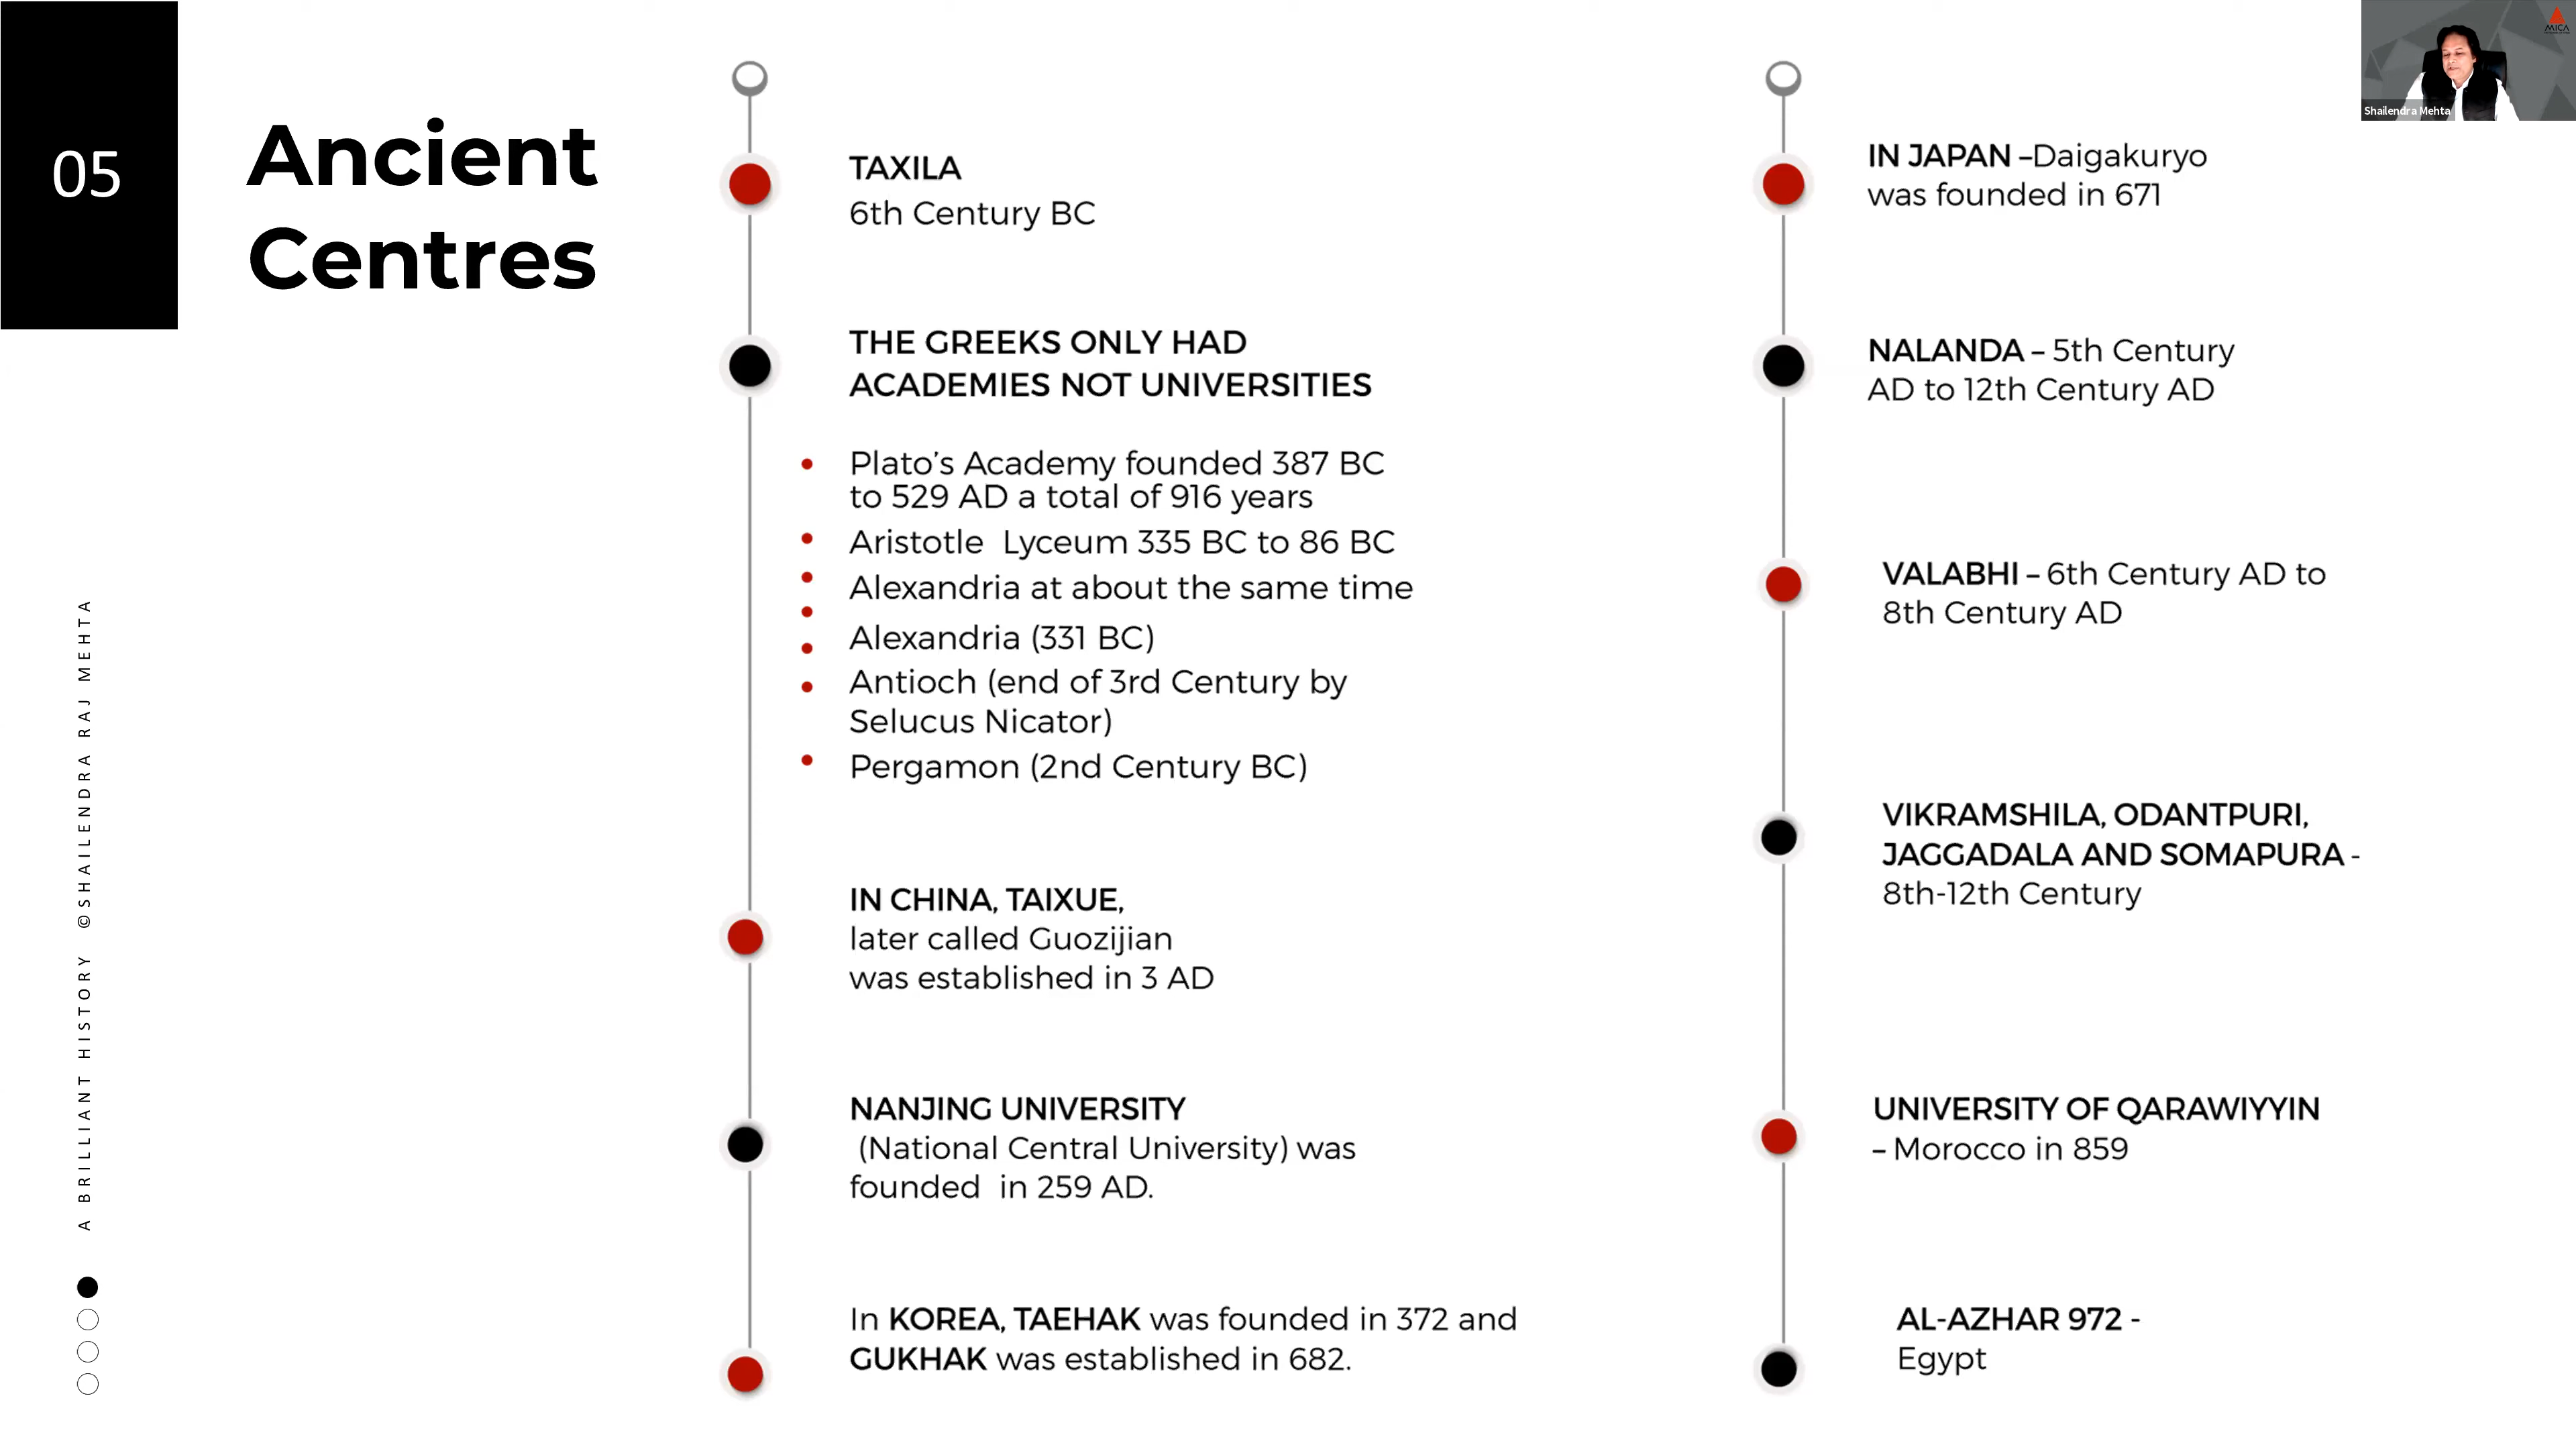 05
Ancient
Centres
A BRILLIANT HISTORY ©SHAILENDRA RAJ MEHTA
TAXILA
6th Century BC
THE GREEKS ONLY HAD
ACADEMIES NOT UNIVERSITIES
Plato’s Academy founded 387 BC
to 529 AD a total of 916 years
Aristotle Lyceum 335 BC to 86 BC
Alexandria at about the same time
Alexandria (331 BC)
Antioch (end of 3rd Century by
Selucus Nicator)
Pergamon (2nd Century BC)
IN CHINA, TAIXUE,
later called Guozijian
was established in 3 AD
NANJING UNIVERSITY
(National Central University) was
founded in 259 AD.
In KOREA, TAEHAK was founded in 372 and
GUKHAK was established in 682.
IN JAPAN –Daigakuryo
was founded in 671
NALANDA – 5th Century
AD to 12th Century AD
VALABHI – 6th Century AD to
8th Century AD
VIKRAMSHILA, ODANTPURI,
JAGGADALA AND SOMAPURA -
8th-12th Century
UNIVERSITY OF QARAWIYYIN
– Morocco in 859
AL-AZHAR 972 -
Egypt
MICA
Shailendra Mehta